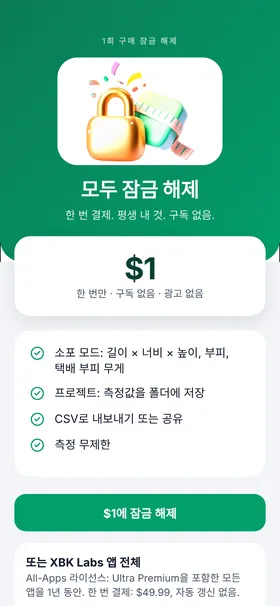 1회 구매 잠금 해제
모두 잠금 해제
한 번 결제. 평생 내 것. 구독 없음.
$1
한 번만 · 구독 없음 · 광고 없음
소포 모드: 길이 × 너비 × 높이, 부피,
택배 부피 무게
프로젝트: 측정값을 폴더에 저장
CSV로 내보내기 또는 공유
측정 무제한
$1에 잠금 해제
또는 XBK Labs 앱 전체
All-Apps 라이선스: Ultra Premium을 포함한 모든
앱을 1년 동안. 한 번 결제: $49.99, 자동 갱신 없음.